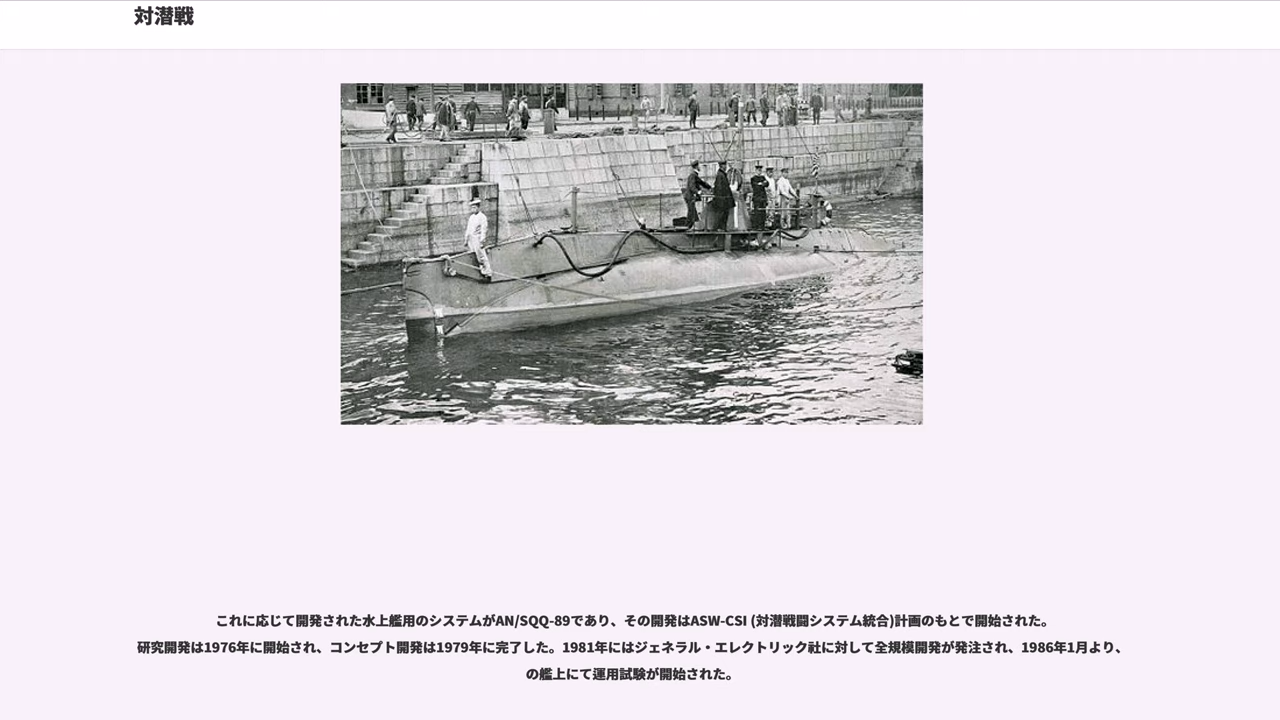 対潜戦
これに応じて開発された水上艦用のシステムがAN/SQQ-89であり、その開発はASW-CSI (対潜戦闘システム統合)計画のもとで開始された。
研究開発は1976年に開始され、コンセプト開発は1979年に完了した。1981年にはジェネラル・エレクトリック社に対して全規模開発が発注され、1986年1月より、
の艦上にて運用試験が開始された。